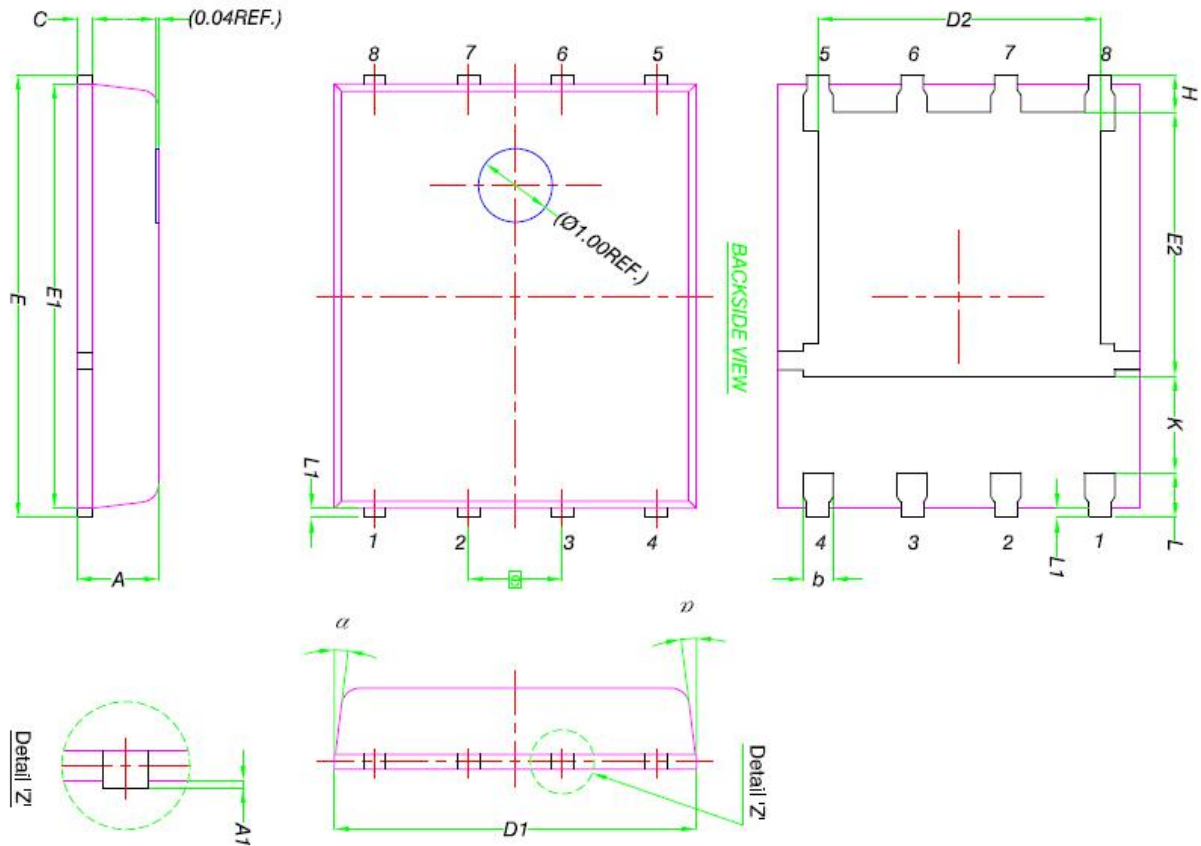 C
(0.04REF.)
E
E1
A
8 7 6 5
(Ø1.00REF.)
L1
1 2 3 4
e
BACKSIDE VIEW
D2
5 6 7 8
H
E2
K
L
L1
4 3 2 1
b
α
α
D1
Detail 'Z'
A1
Detail 'Z'